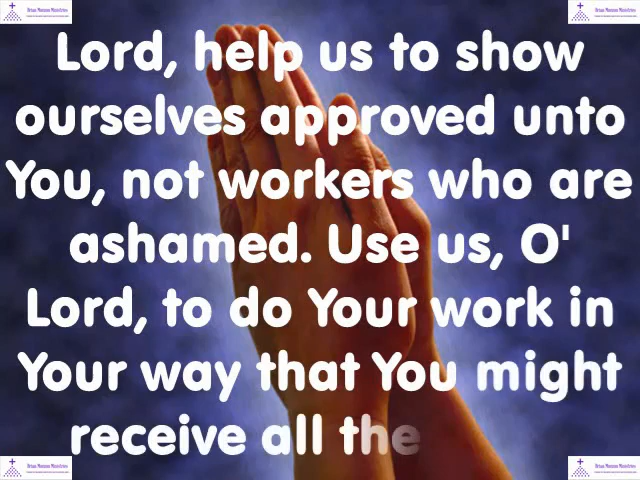 Lord, help us to show
ourselves approved unto
You, not workers who are
ashamed. Use us, O'
Lord, to do Your work in
Your way that You might
receive all the